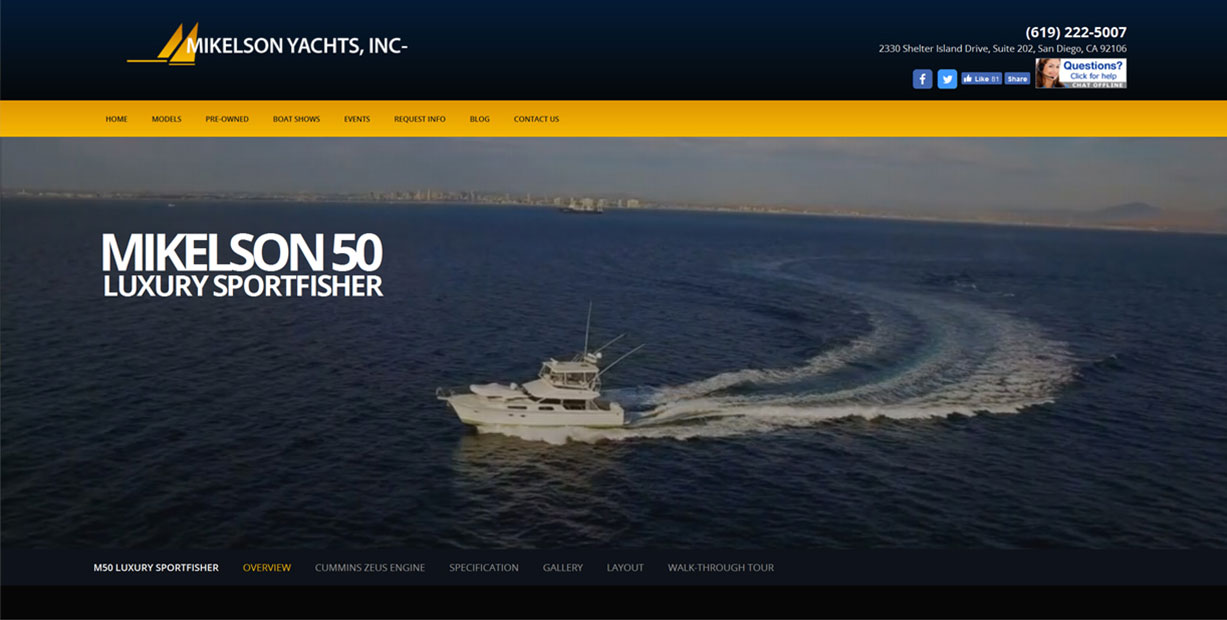 MIKELSON YACHTS, INC-
(619) 222-5007
2330 Shelter Island Drive, Suite 202, San Diego, CA 92106
f Like 81 Share
Questions?
Click for help
CHAT OFFLINE
HOME MODELS PRE-OWNED BOAT SHOWS EVENTS REQUEST INFO BLOG CONTACT US
MIKELSON 50
LUXURY SPORTFISHER
M50 LUXURY SPORTFISHER OVERVIEW CUMMINS ZEUS ENGINE SPECIFICATION GALLERY LAYOUT WALK-THROUGH TOUR